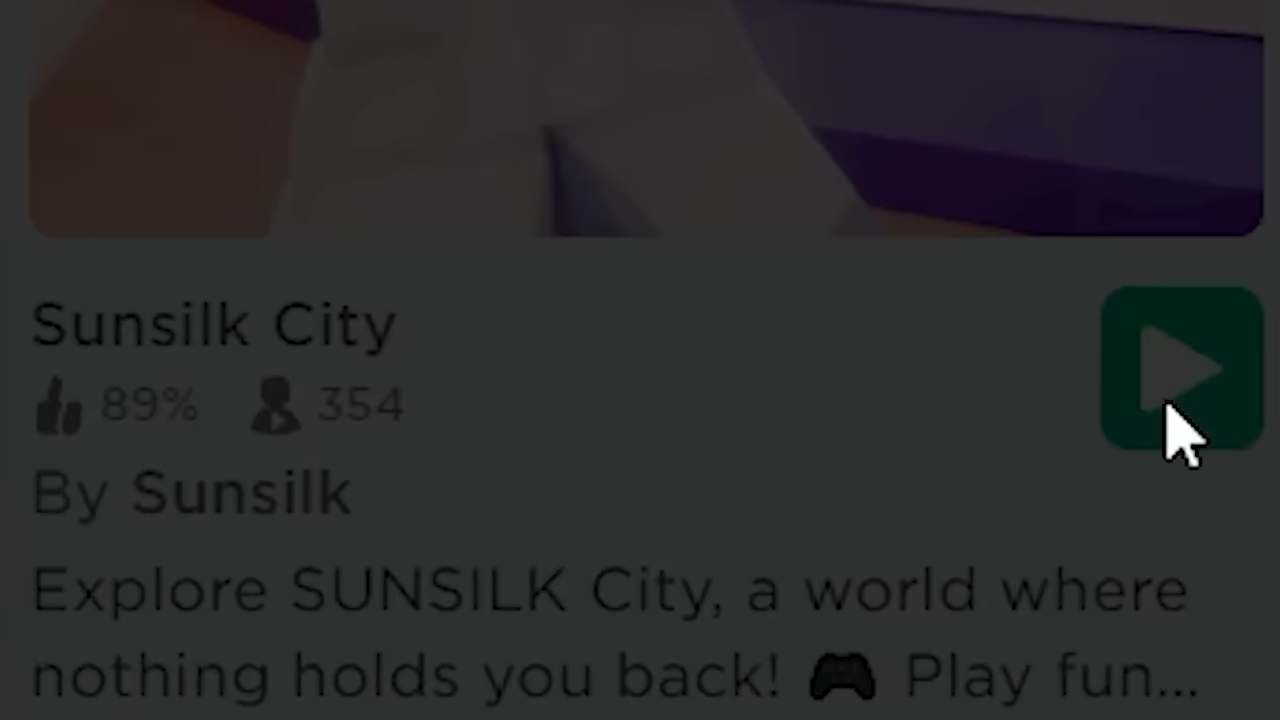 Sunsilk City
89% 354
By Sunsilk
Explore SUNSILK City, a world where
nothing holds you back! 🎮 Play fun...